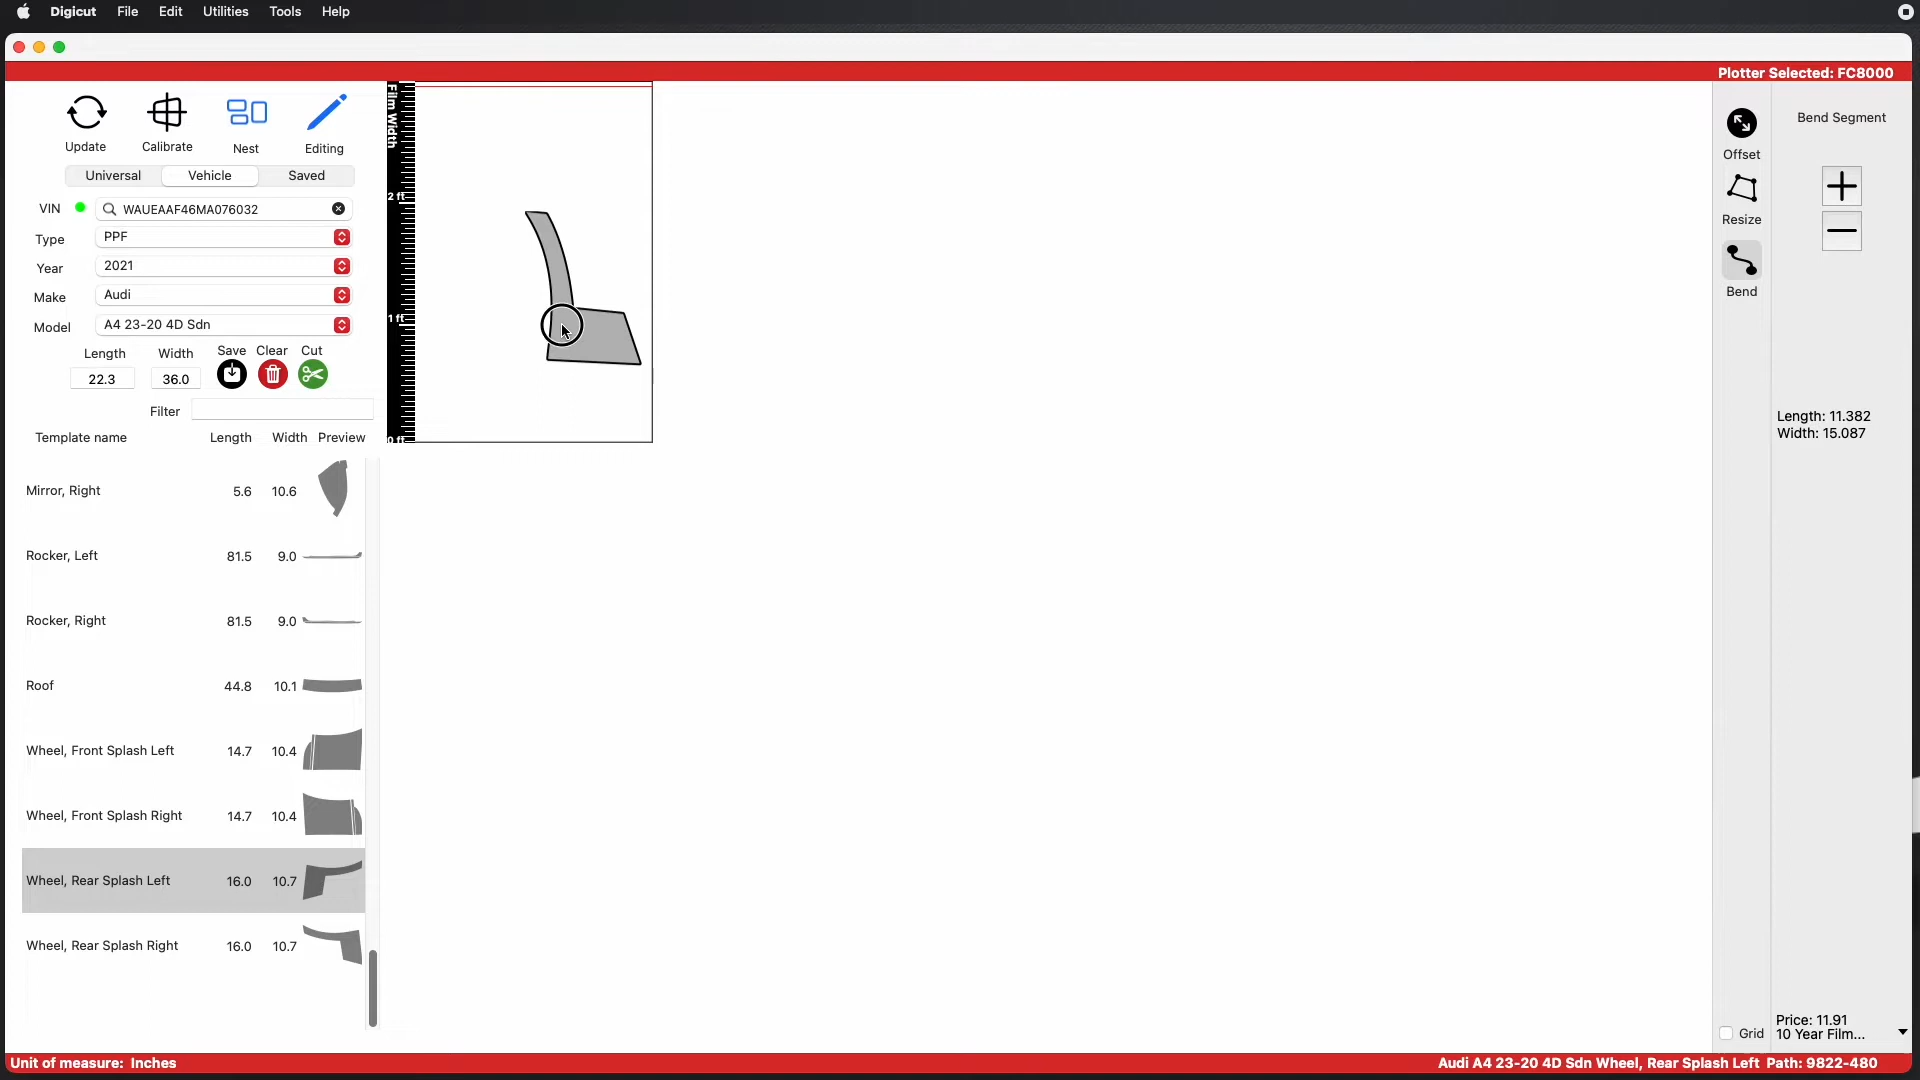 Digicut File Edit Utilities Tools Help
Plotter Selected: FC8000
Update Calibrate Nest Editing
Universal Vehicle Saved
VIN WAUEAAF46MA076032
Type PPF
Year 2021
Make Audi
Model A4 23-20 4D Sdn
Length Width Save Clear Cut
22.3 36.0
Filter
Template name Length Width Preview
Mirror, Right 5.6 10.6
Rocker, Left 81.5 9.0
Rocker, Right 81.5 9.0
Roof 44.8 10.1
Wheel, Front Splash Left 14.7 10.4
Wheel, Front Splash Right 14.7 10.4
Wheel, Rear Splash Left 16.0 10.7
Wheel, Rear Splash Right 16.0 10.7
Film Width
2 ft
1 ft
0 ft
Offset
Resize
Bend
Bend Segment
Length: 11.382
Width: 15.087
Grid
Price: 11.91
10 Year Film...
Unit of measure: Inches
Audi A4 23-20 4D Sdn Wheel, Rear Splash Left Path: 9822-480